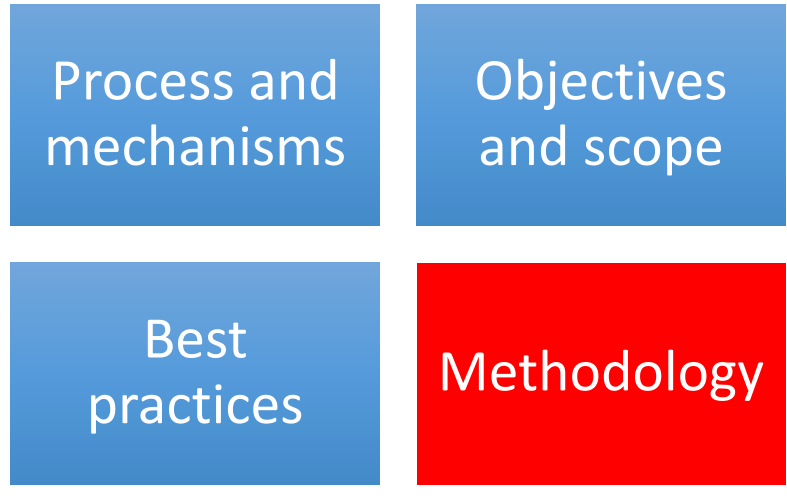 Process and
mechanisms
Objectives
and scope
Best
practices
Methodology